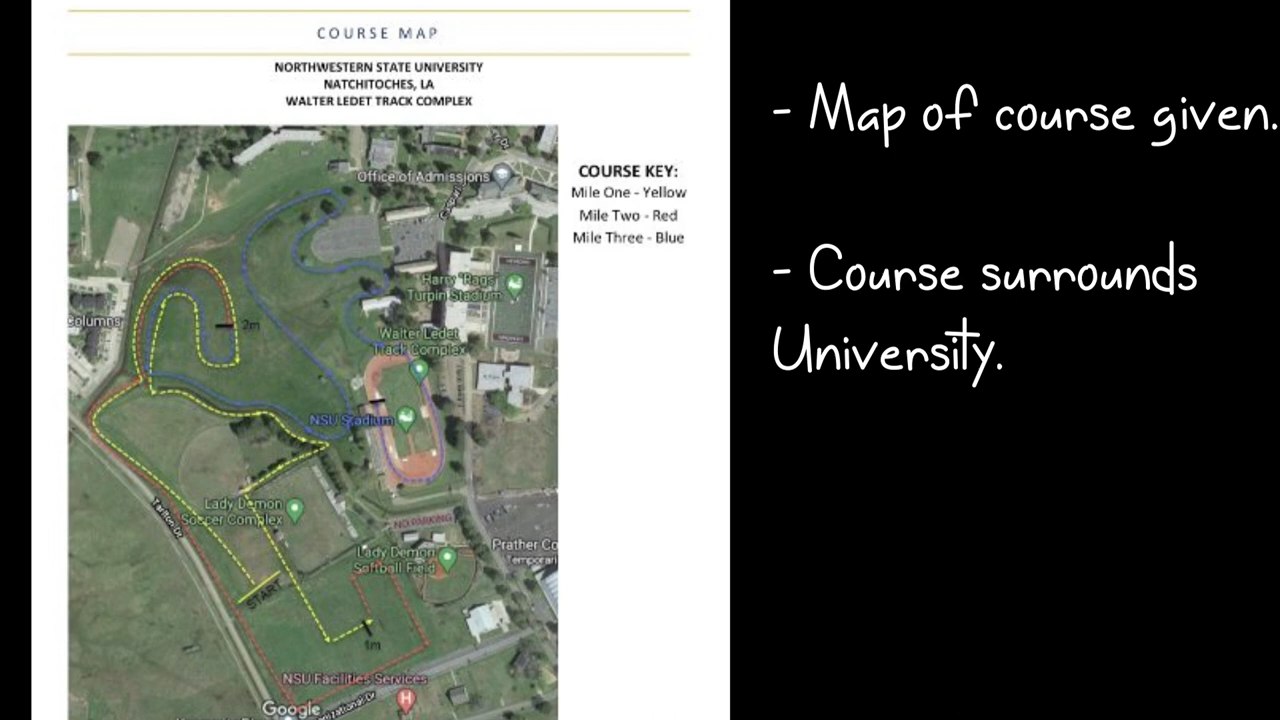 COURSE MAP
NORTHWESTERN STATE UNIVERSITY
NATCHITOCHES, LA
WALTER LEDET TRACK COMPLEX
COURSE KEY:
Mile One - Yellow
Mile Two - Red
Mile Three - Blue
Office of Admissions
Harry "Rags"
Turpin Stadium
Columns
2m
Walter Ledet
Track Complex
NSU Stadium
Lady Demon
Soccer Complex
Tarlton Dr
NO PARKING
Lady Demon
Softball Field
Prather Co
Temporari
START
1m
NSU Facilities Services
H
Google
- Map of course given.
- Course surrounds
University.